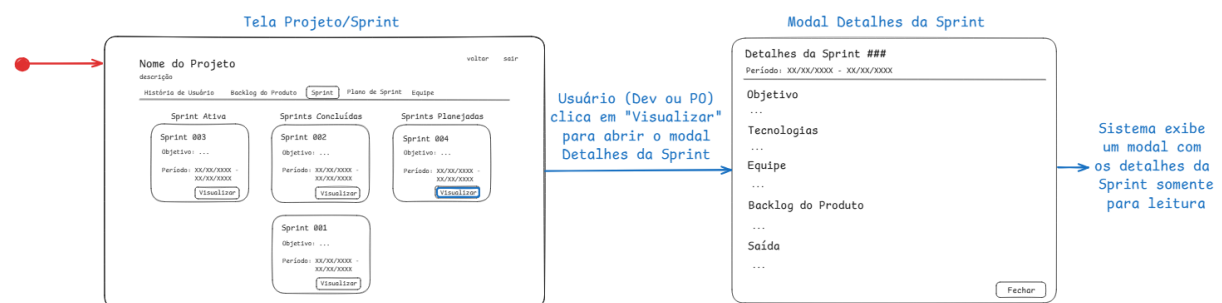 Tela Projeto/Sprint
Nome do Projeto
voltar sair
descrição
História de Usuário Backlog do Produto Sprint Plano de Sprint Equipe
Sprint Ativa
Sprint 003
Objetivo: ...
Período: XX/XX/XXXX -
XX/XX/XXXX
Visualizar
Sprints Concluídas
Sprint 002
Objetivo: ...
Período: XX/XX/XXXX -
XX/XX/XXXX
Visualizar
Sprint 001
Objetivo: ...
Período: XX/XX/XXXX -
XX/XX/XXXX
Visualizar
Sprints Planejadas
Sprint 004
Objetivo: ...
Período: XX/XX/XXXX -
XX/XX/XXXX
Visualizar
Usuário (Dev ou PO)
clica em "Visualizar"
para abrir o modal
Detalhes da Sprint
Modal Detalhes da Sprint
Detalhes da Sprint ###
Período: XX/XX/XXXX - XX/XX/XXXX
Objetivo
...
Tecnologias
...
Equipe
...
Backlog do Produto
...
Saída
...
Fechar
Sistema exibe
um modal com
os detalhes da
Sprint somente
para leitura